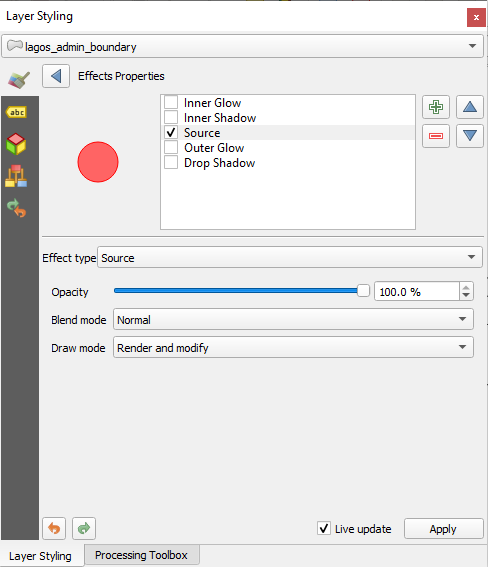 Layer Styling
x
lagos_admin_boundary
Effects Properties
abc
Inner Glow
Inner Shadow
Source
Outer Glow
Drop Shadow
Effect type Source
Opacity 100.0 %
Blend mode Normal
Draw mode Render and modify
Live update Apply
Layer Styling Processing Toolbox